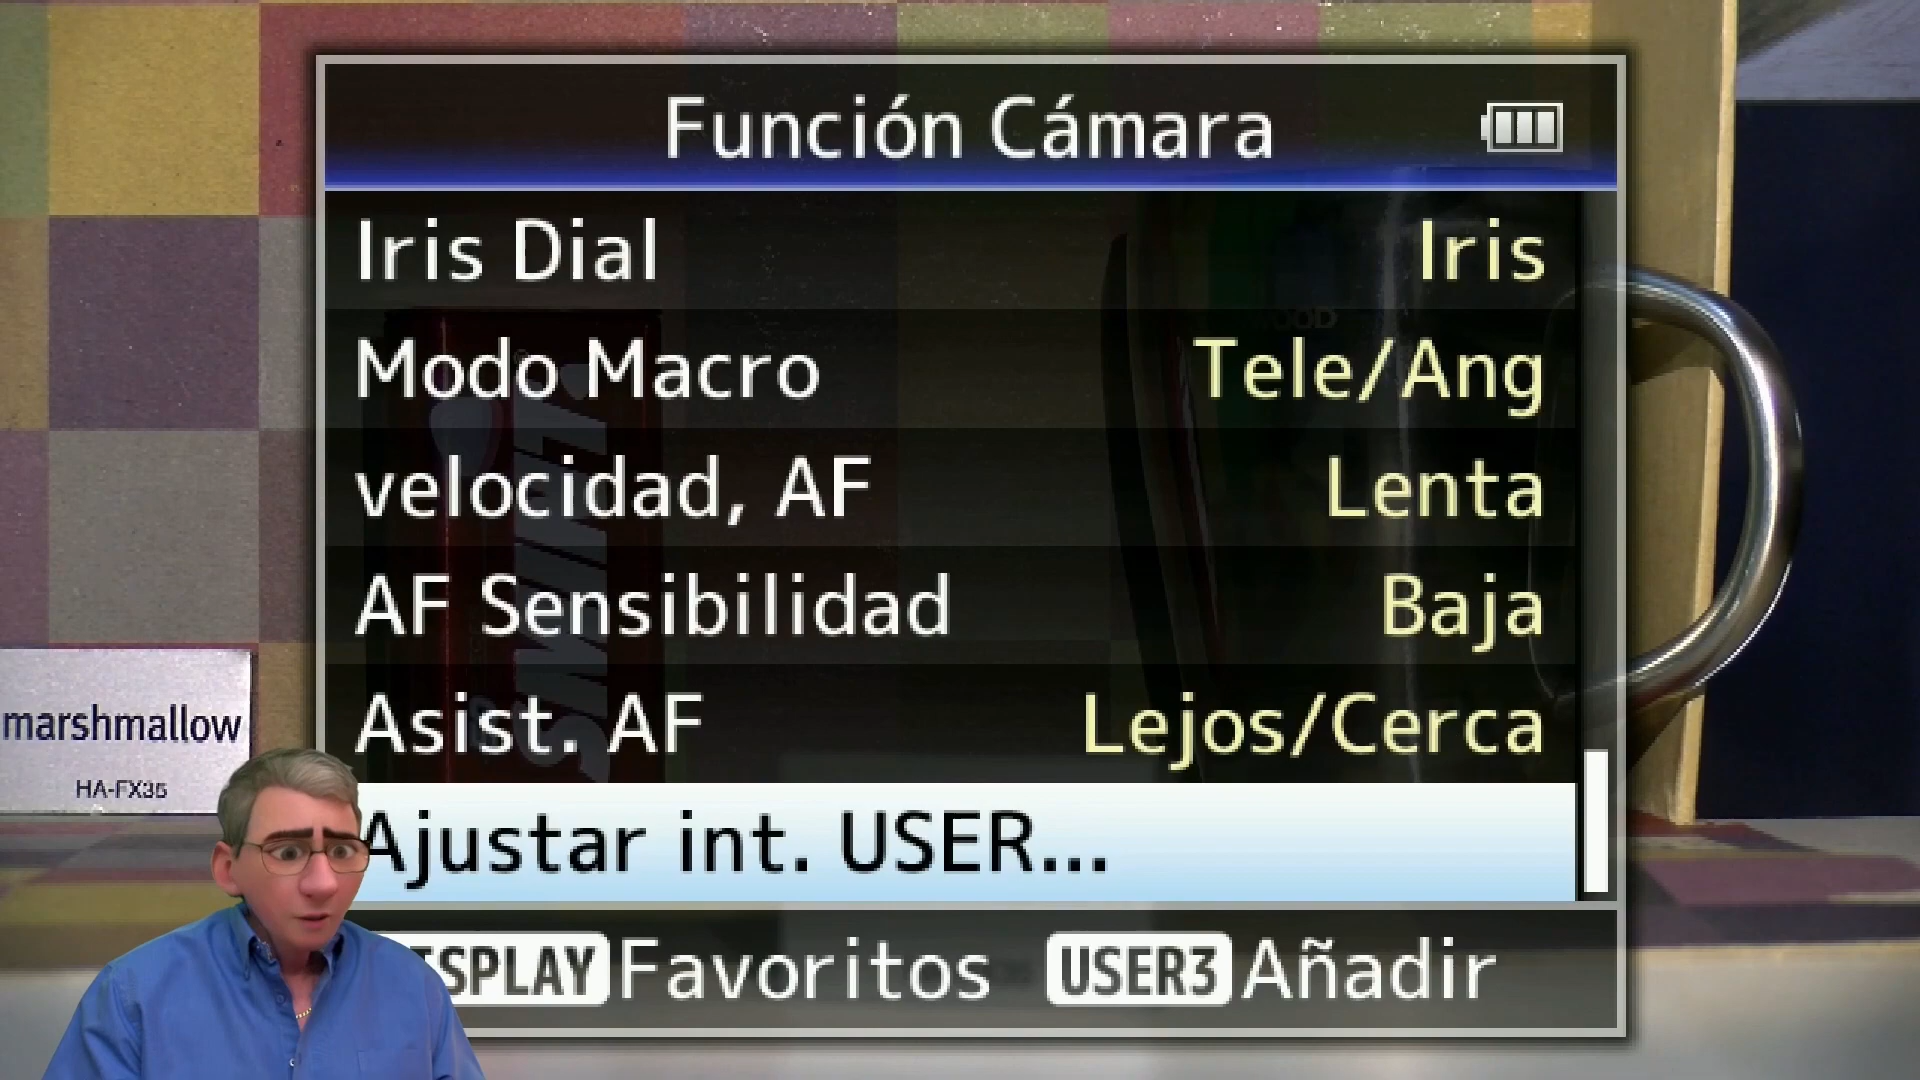 Función Cámara
Iris Dial Iris
Modo Macro Tele/Ang
velocidad, AF Lenta
AF Sensibilidad Baja
Asist. AF Lejos/Cerca
Ajustar int. USER...
Favoritos USER3 Añadir
marshmallow
HA-FX35